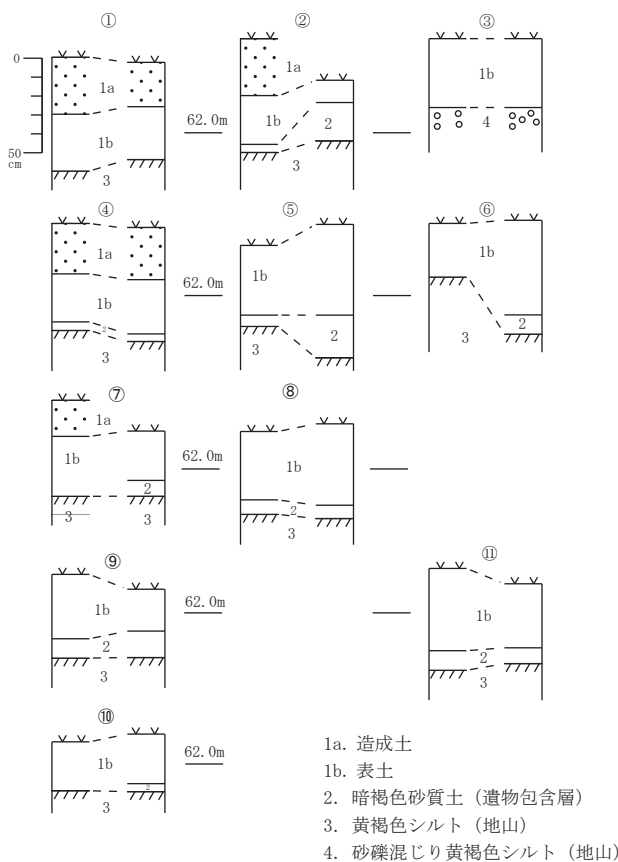 ① ② ③
0
50
cm
1a
1b
3
62.0m
1a
1b
2
3
1b
4
④ ⑤ ⑥
1a
1b
2
3
62.0m
1b
2
3
1b
2
3
⑦ ⑧
1a
1b
2
3
3
62.0m
1b
2
3
⑨ ⑪
1b
2
3
62.0m
1b
2
3
⑩
1b
2
3
62.0m
1a. 造成土
1b. 表土
2. 暗褐色砂質土（遺物包含層）
3. 黄褐色シルト（地山）
4. 砂礫混じり黄褐色シルト（地山）